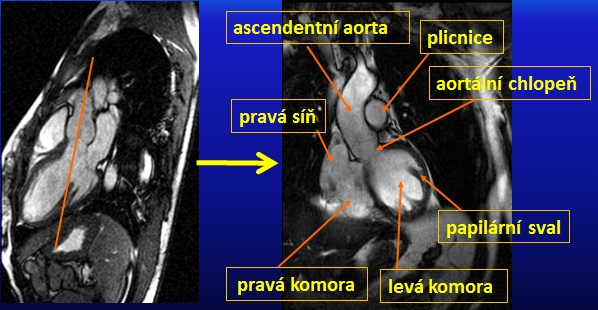 ascendentní aorta
plicnice
aortální chlopeň
pravá síň
papilární sval
pravá komora
levá komora